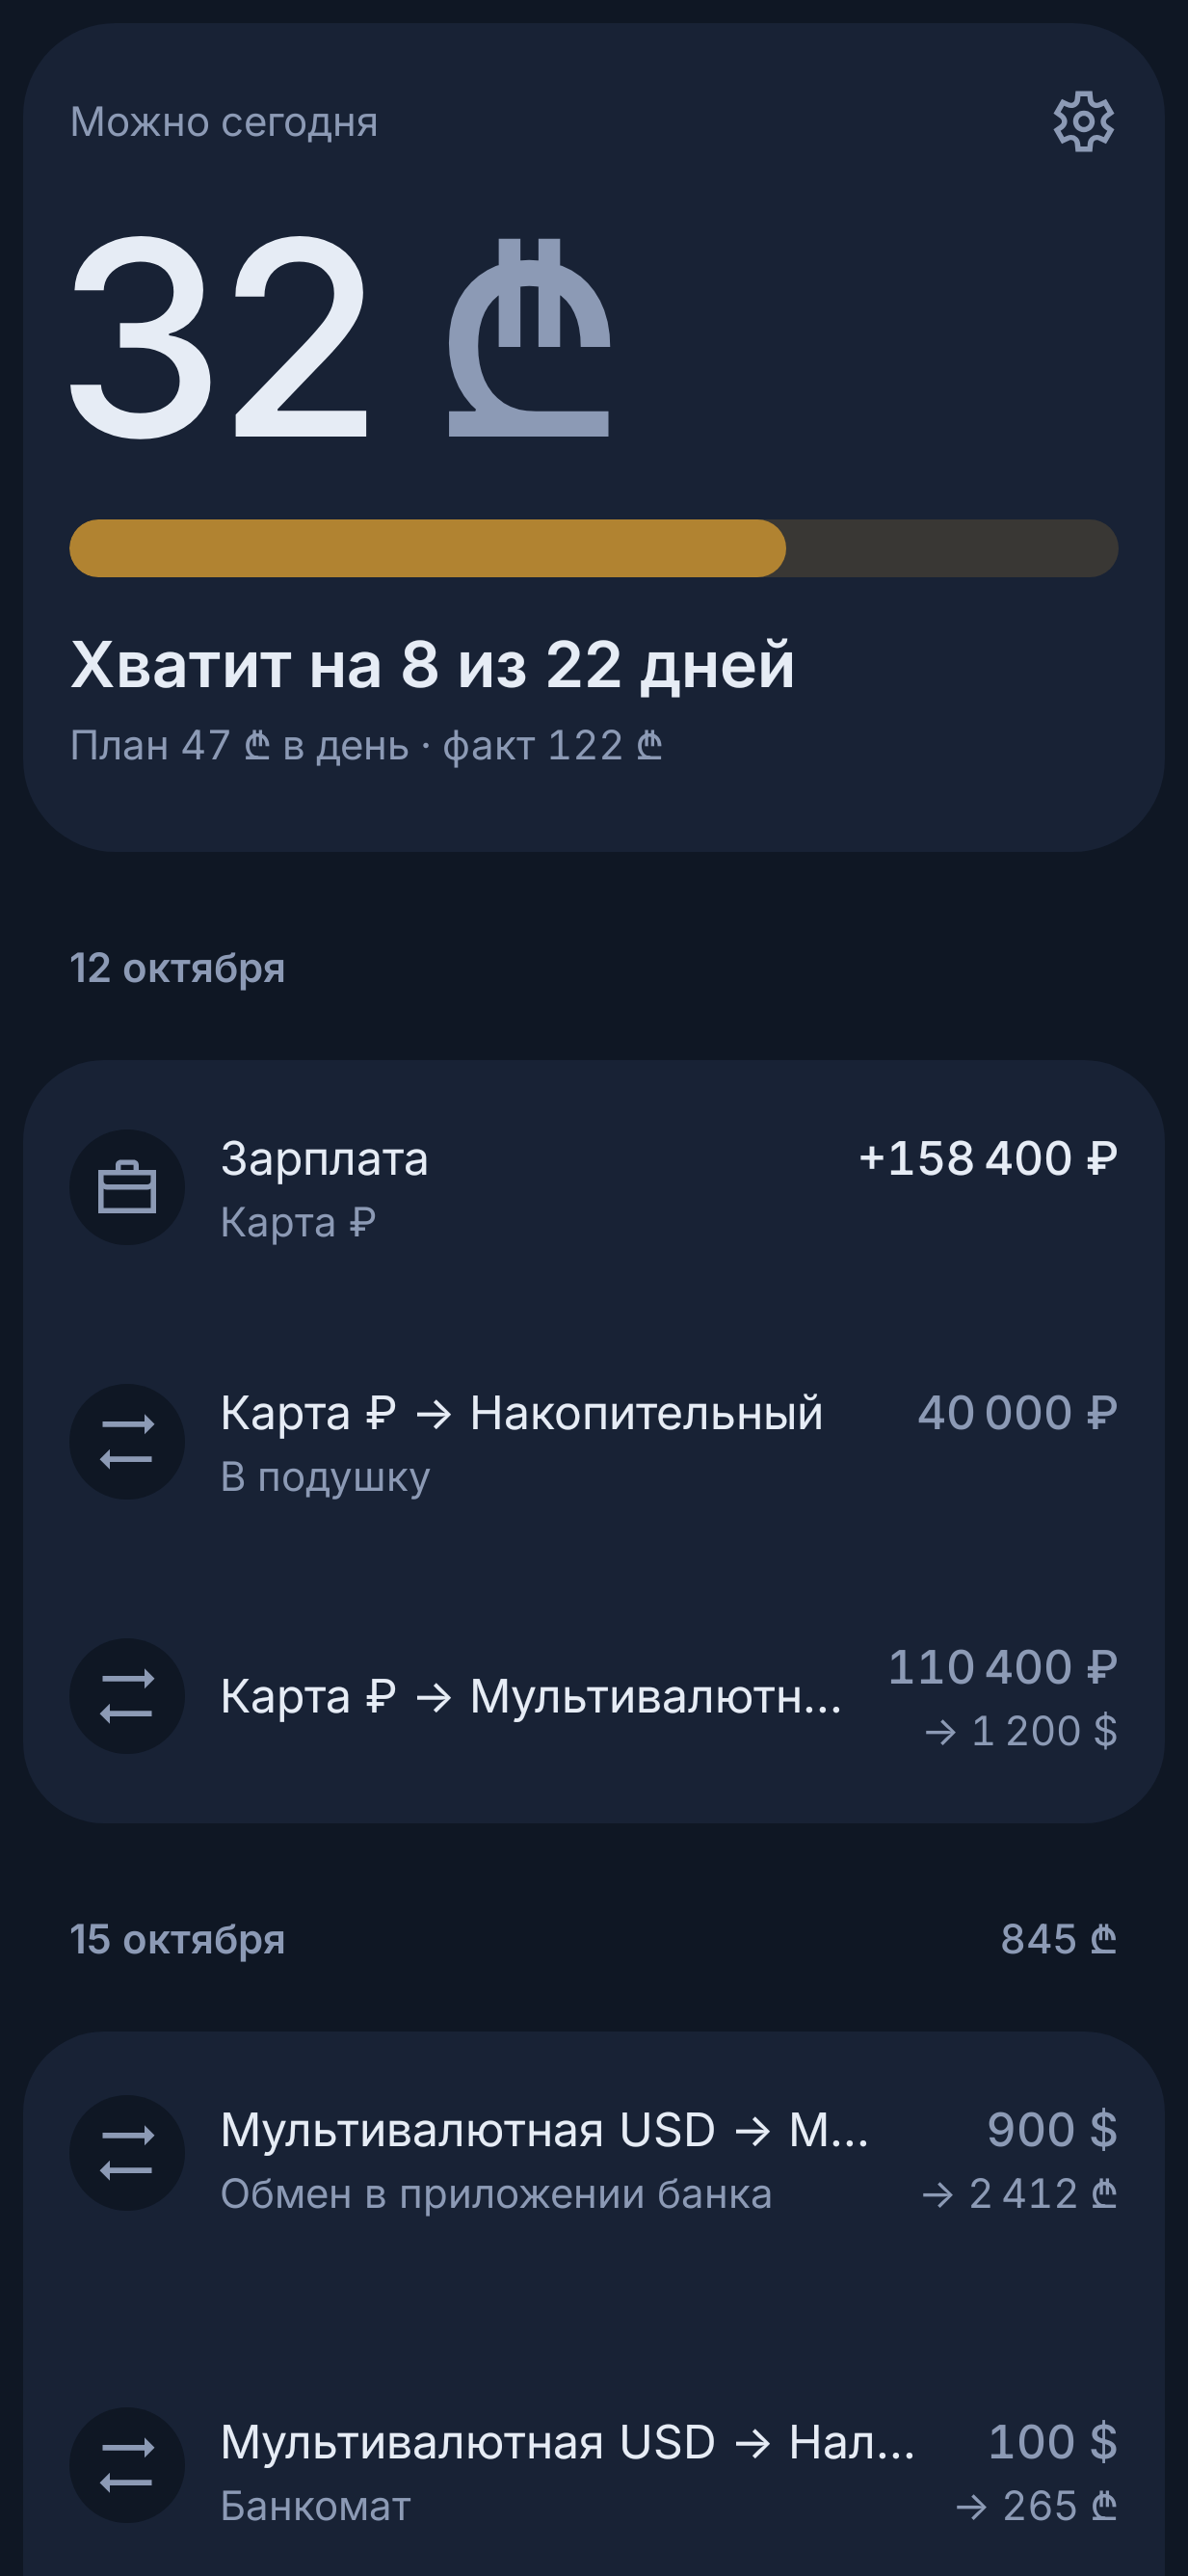 Можно сегодня
32 ₾
Хватит на 8 из 22 дней
План 47 ₾ в день · факт 122 ₾
12 октября
Зарплата +158 400 ₽
Карта ₽
Карта ₽ → Накопительный 40 000 ₽
В подушку
Карта ₽ → Мультивалютн... 110 400 ₽
→ 1 200 $
15 октября 845 ₾
Мультивалютная USD → М... 900 $
Обмен в приложении банка → 2 412 ₾
Мультивалютная USD → Нал... 100 $
Банкомат → 265 ₾